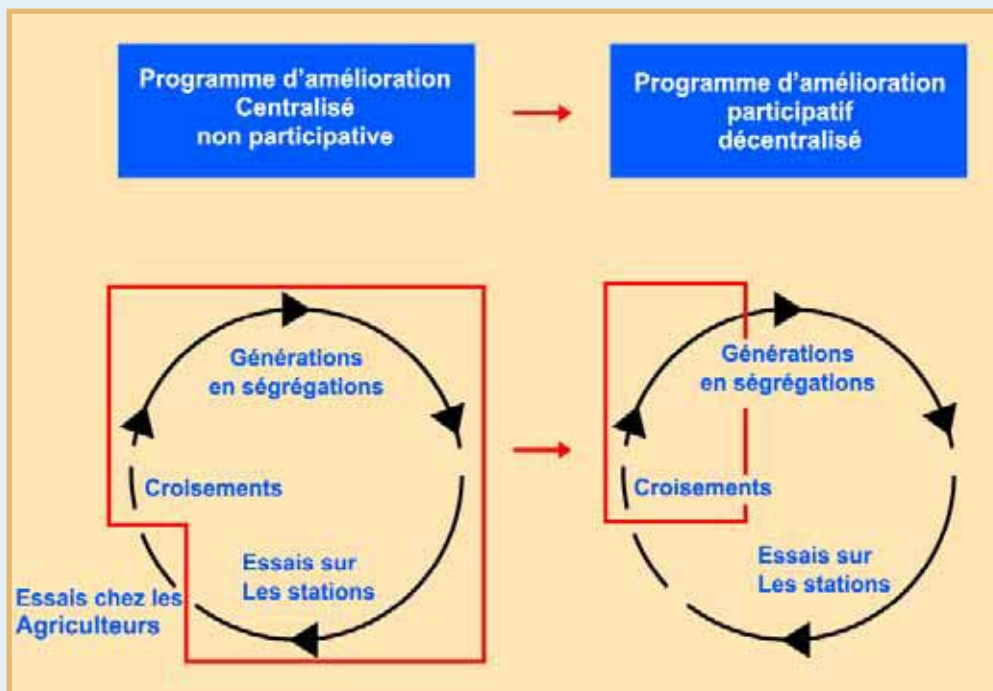 Programme d'amélioration
Centralisé
non participative
Programme d'amélioration
participatif
décentralisé
Générations
en ségrégations
Croisements
Essais sur
Les stations
Essais chez les
Agriculteurs
Générations
en ségrégations
Croisements
Essais sur
Les stations